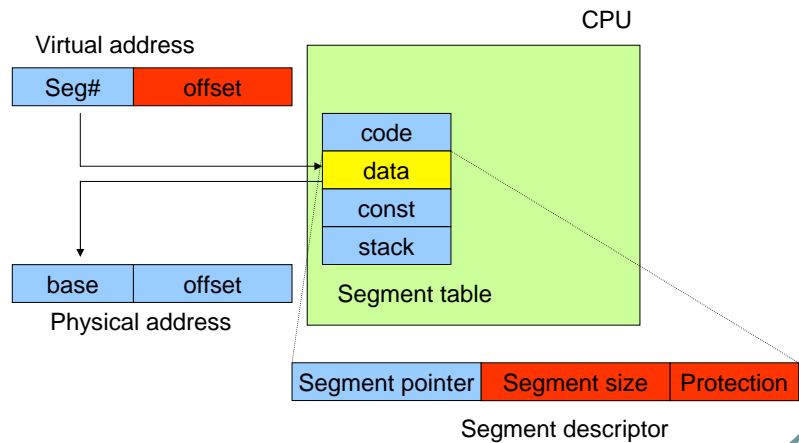 CPU
Virtual address
Seg# offset
code
data
const
stack
Segment table
base offset
Physical address
Segment pointer Segment size Protection
Segment descriptor